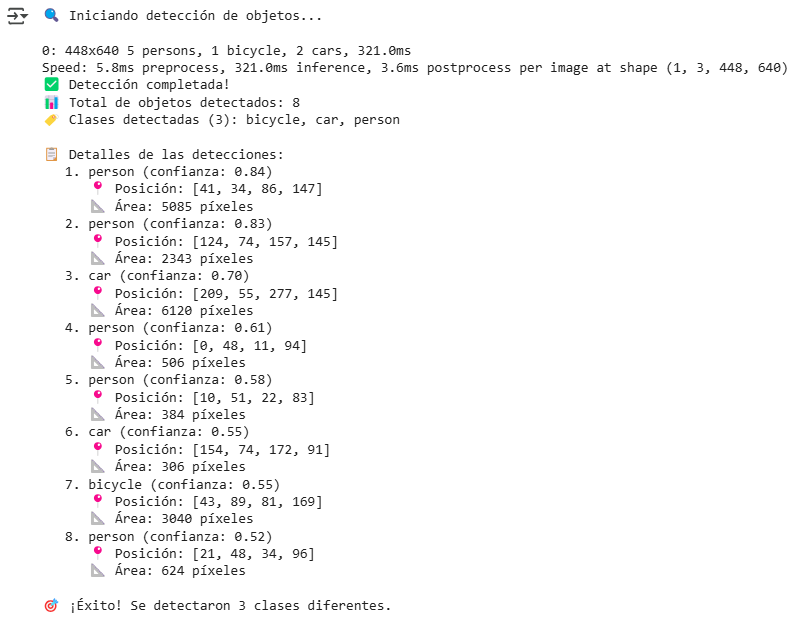 🔍 Iniciando detección de objetos...
0: 448x640 5 persons, 1 bicycle, 2 cars, 321.0ms
Speed: 5.8ms preprocess, 321.0ms inference, 3.6ms postprocess per image at shape (1, 3, 448, 640)
✅ Detección completada!
📊 Total de objetos detectados: 8
🏷️ Clases detectadas (3): bicycle, car, person
📋 Detalles de las detecciones:
1. person (confianza: 0.84)
📍 Posición: [41, 34, 86, 147]
📐 Área: 5085 píxeles
2. person (confianza: 0.83)
📍 Posición: [124, 74, 157, 145]
📐 Área: 2343 píxeles
3. car (confianza: 0.70)
📍 Posición: [209, 55, 277, 145]
📐 Área: 6120 píxeles
4. person (confianza: 0.61)
📍 Posición: [0, 48, 11, 94]
📐 Área: 506 píxeles
5. person (confianza: 0.58)
📍 Posición: [10, 51, 22, 83]
📐 Área: 384 píxeles
6. car (confianza: 0.55)
📍 Posición: [154, 74, 172, 91]
📐 Área: 306 píxeles
7. bicycle (confianza: 0.55)
📍 Posición: [43, 89, 81, 169]
📐 Área: 3040 píxeles
8. person (confianza: 0.52)
📍 Posición: [21, 48, 34, 96]
📐 Área: 624 píxeles
🎯 ¡Éxito! Se detectaron 3 clases diferentes.